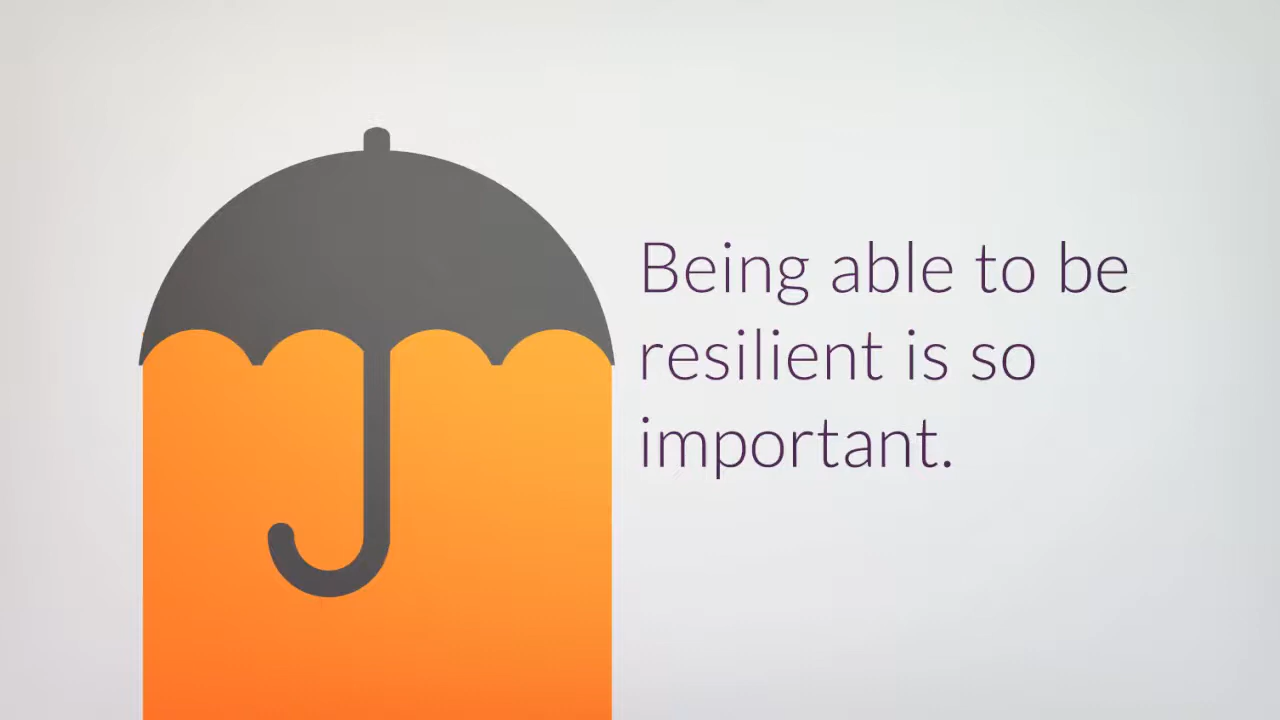 Being able to be
resilient is so
important.